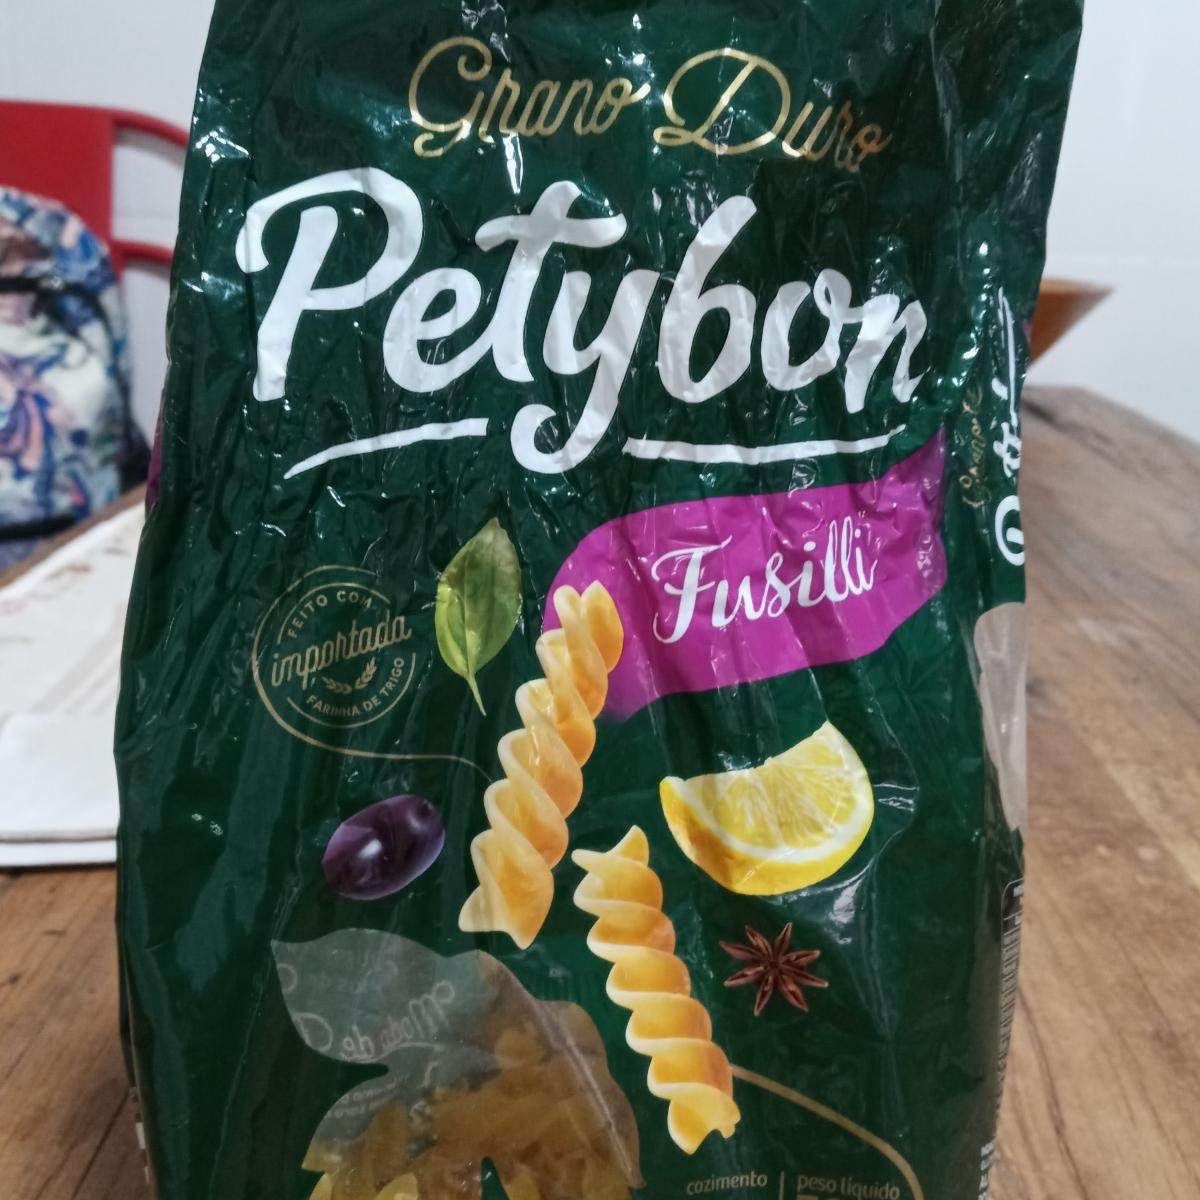 Grano Duro
Petybon
Fusilli
FEITO COM
importada
FARINHA DE TRIGO
cozimento
peso líquido